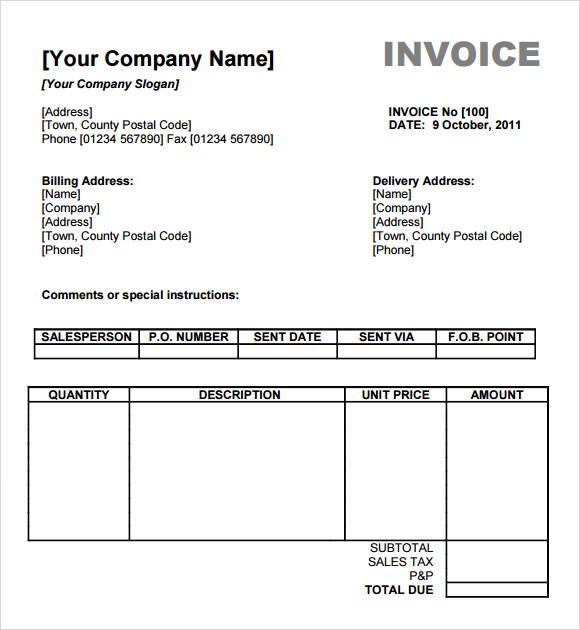 [Your Company Name]
INVOICE
[Your Company Slogan]
[Address]
INVOICE No [100]
[Town, County Postal Code]
DATE: 9 October, 2011
Phone [01234 567890] Fax [01234 567890]
Billing Address:
[Name]
[Company]
[Address]
[Town, County Postal Code]
[Phone]
Delivery Address:
[Name]
[Company]
[Address]
[Town, County Postal Code]
[Phone]
Comments or special instructions:
SALESPERSON P.O. NUMBER SENT DATE SENT VIA F.O.B. POINT
QUANTITY DESCRIPTION UNIT PRICE AMOUNT
SUBTOTAL
SALES TAX
P&P
TOTAL DUE